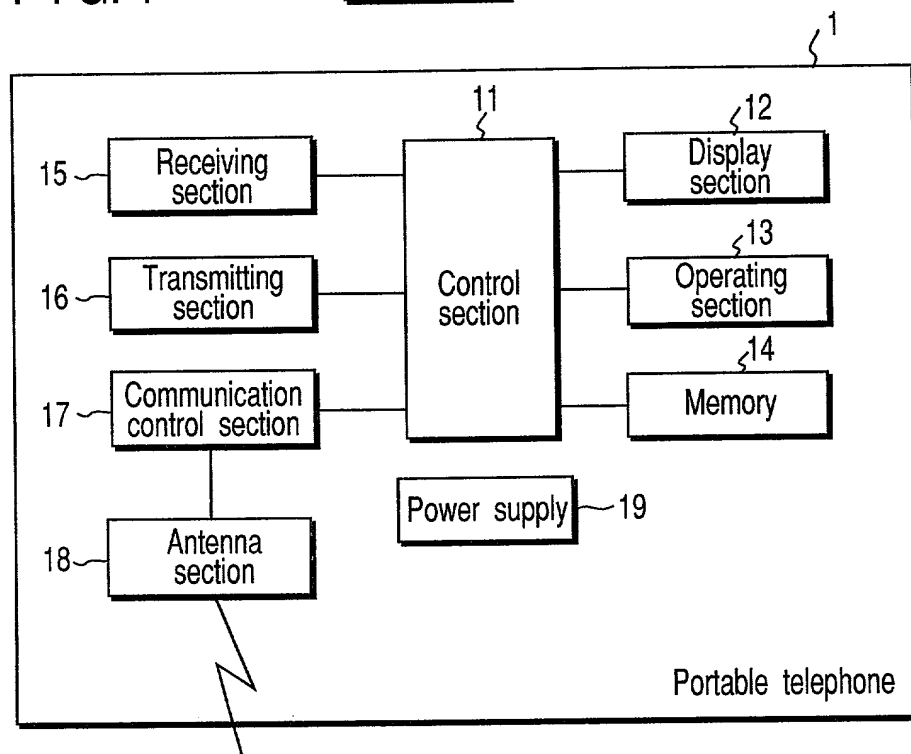 1
11
12
15
Receiving
section
Display
section
13
16
Transmitting
section
Control
section
Operating
section
14
17
Communication
control section
Memory
Power supply
19
18
Antenna
section
Portable telephone